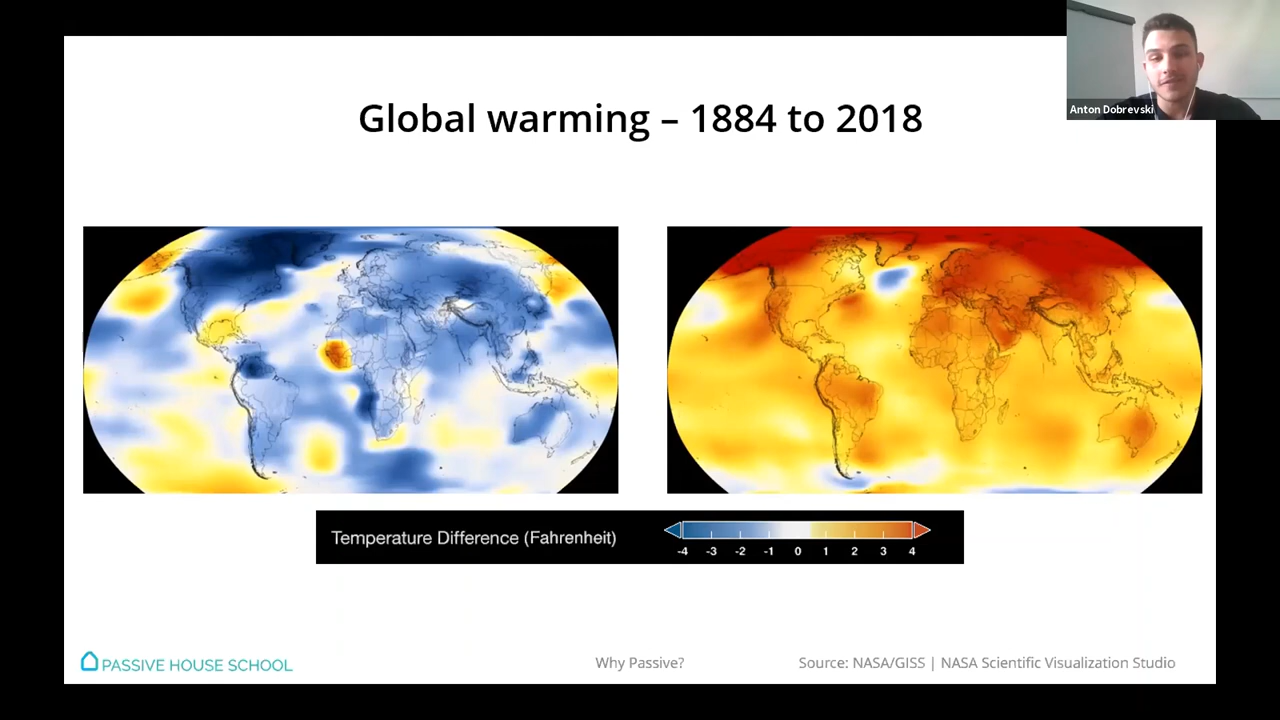 Anton Dobrevski
Global warming – 1884 to 2018
Temperature Difference (Fahrenheit)
-4 -3 -2 -1 0 1 2 3 4
PASSIVE HOUSE SCHOOL
Why Passive?
Source: NASA/GISS | NASA Scientific Visualization Studio